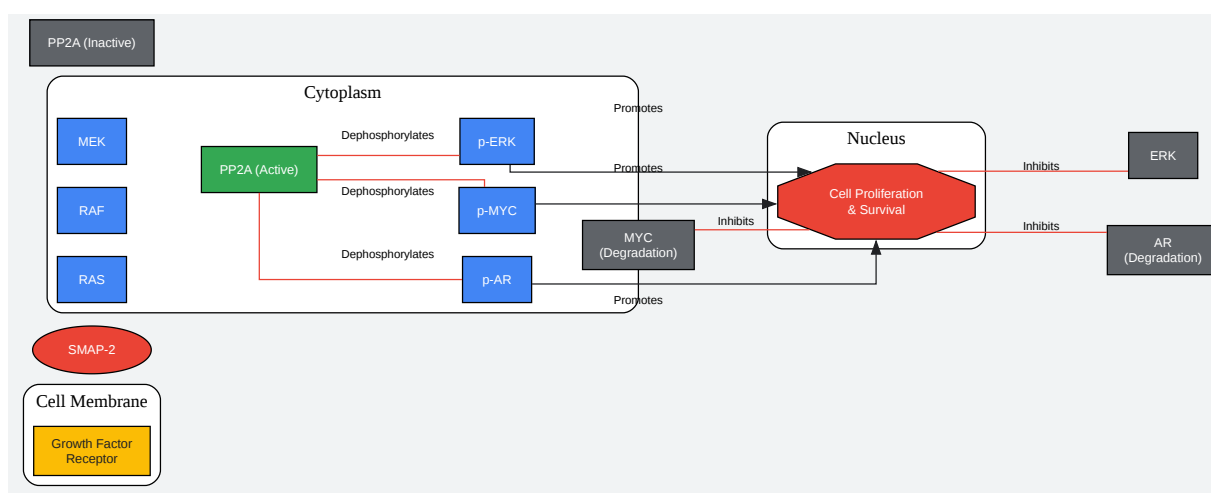 PP2A (Inactive)
Cytoplasm
MEK
RAF
RAS
PP2A (Active)
Dephosphorylates
Dephosphorylates
Dephosphorylates
p-ERK
p-MYC
p-AR
Promotes
Promotes
Promotes
MYC
(Degradation)
Inhibits
Nucleus
Cell Proliferation
& Survival
Inhibits
Inhibits
ERK
AR
(Degradation)
SMAP-2
Cell Membrane
Growth Factor
Receptor